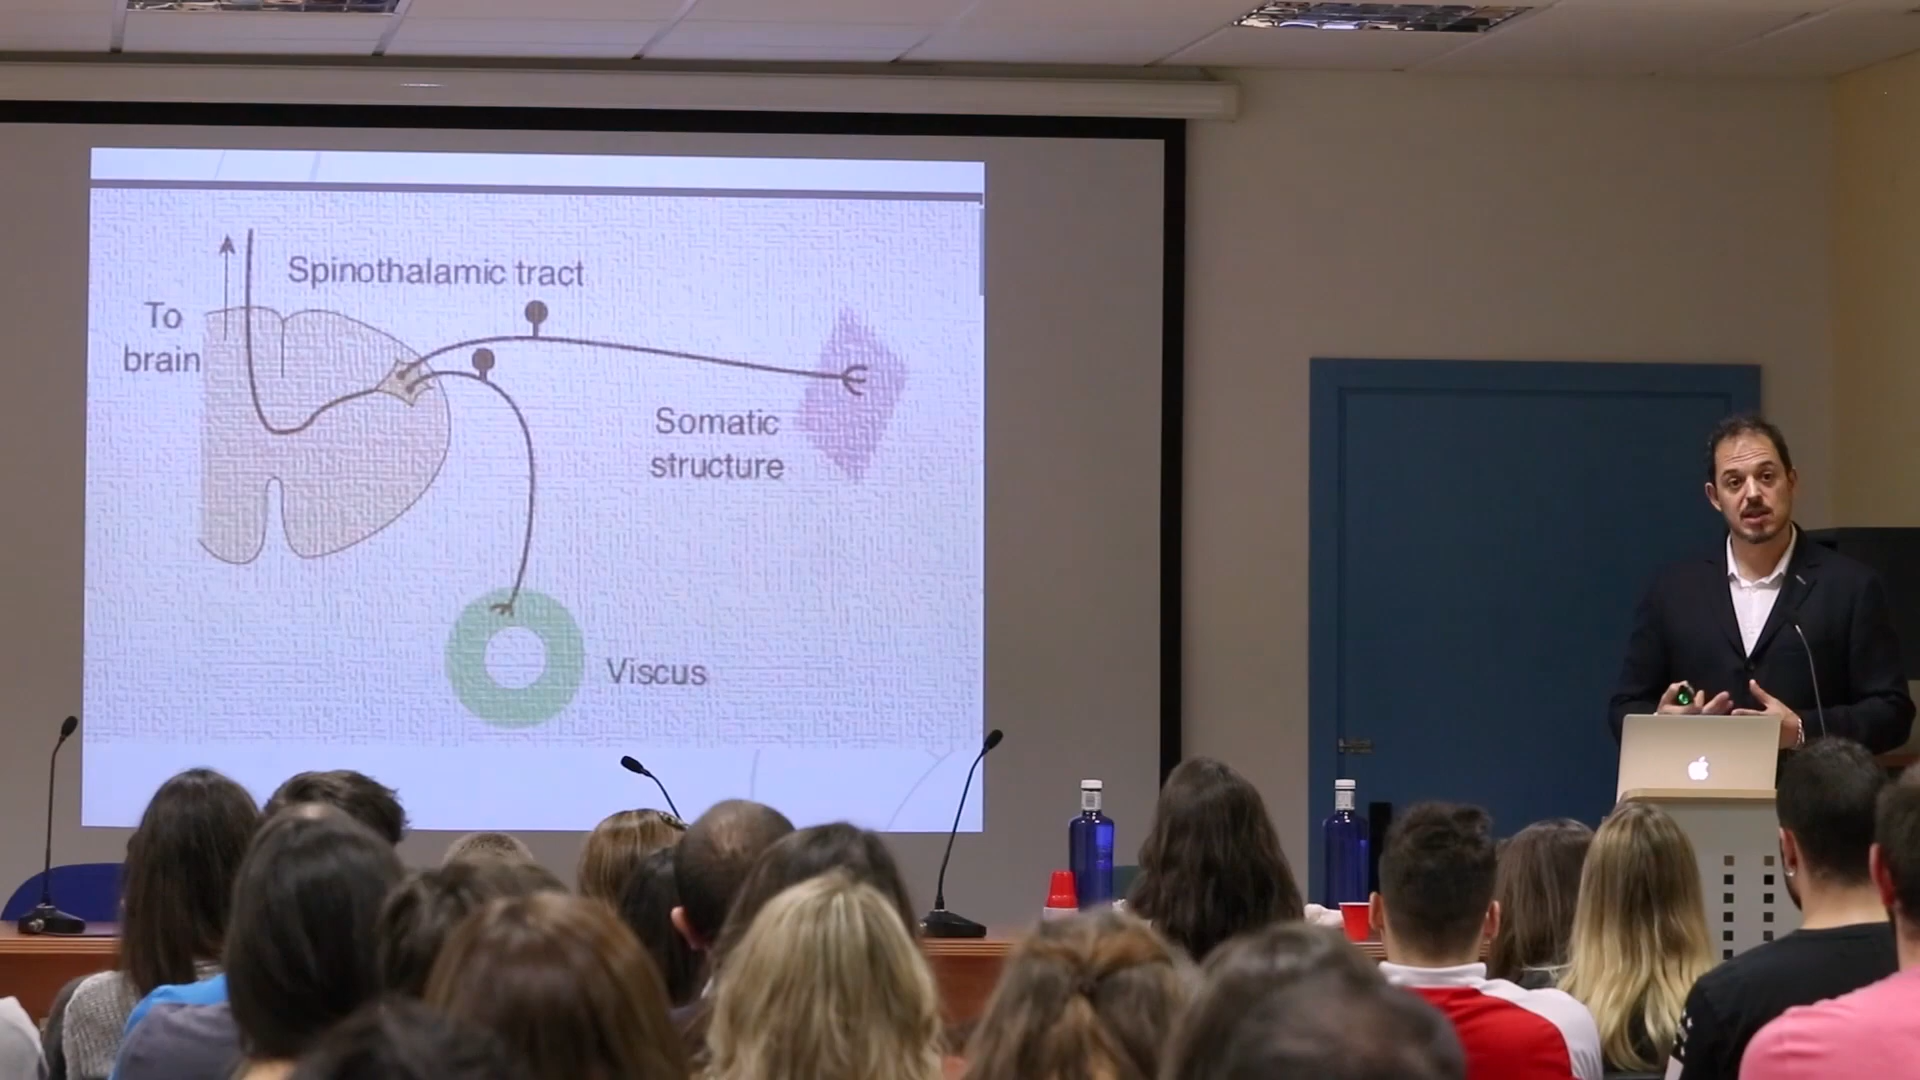 Spinothalamic tract
To
brain
Somatic
structure
Viscus